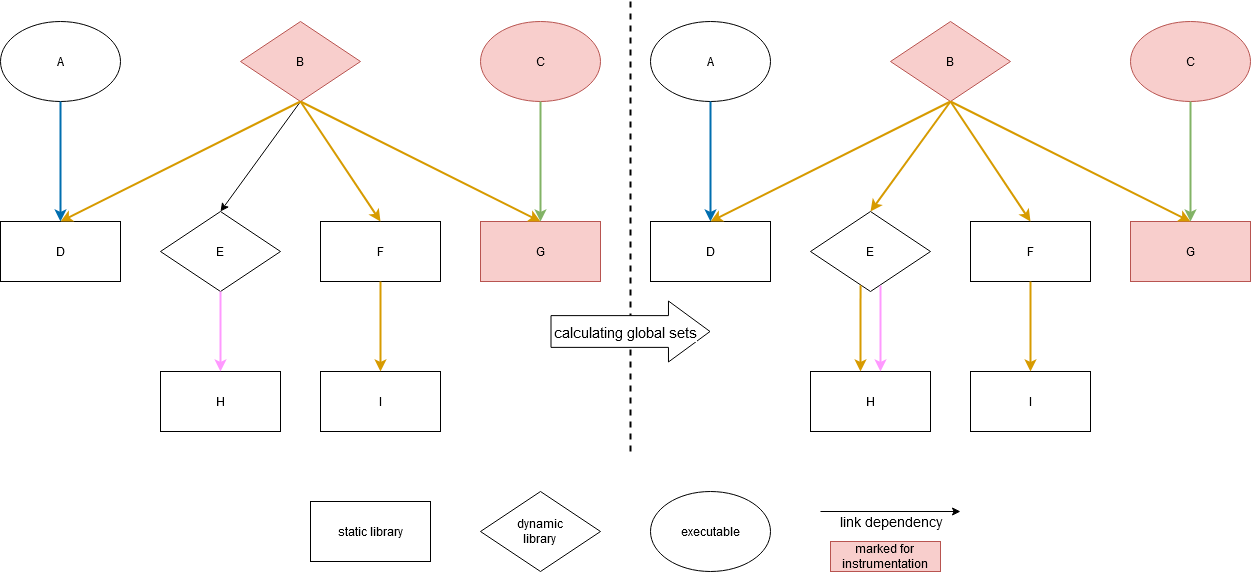 A
B
C
A
B
C
D
E
F
G
D
E
F
G
calculating global sets
H
I
H
I
static library
dynamic
library
executable
link dependency
marked for
instrumentation